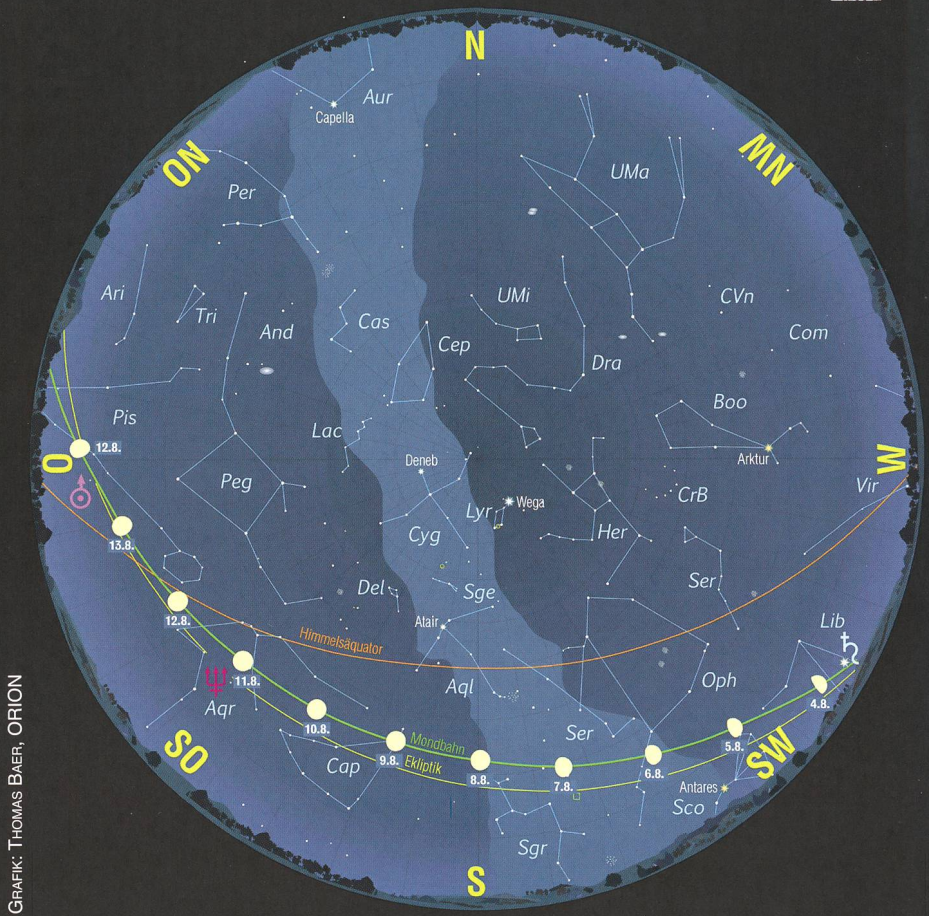 N
Aur
Capella
NO
NW
Per
UMa
Ari
Tri
UMi
CVn
And
Cas
Com
Cep
Dra
Pis
Boo
Lac
12.8.
O
Deneb
Arktur
W
Peg
Vir
Lyr
Wega
CrB
Cyg
Her
13.8.
Del
Sge
Ser
12.8.
Atair
Lib
Himmelsäquator
11.8.
Aql
Oph
4.8.
Aqr
10.8.
Ser
5.8.
SO
Mondbahn
SW
9.8.
Ekliptik
8.8.
7.8.
6.8.
Cap
Antares
Sco
Sgr
S
GRAFIK: THOMAS BAER, ORION